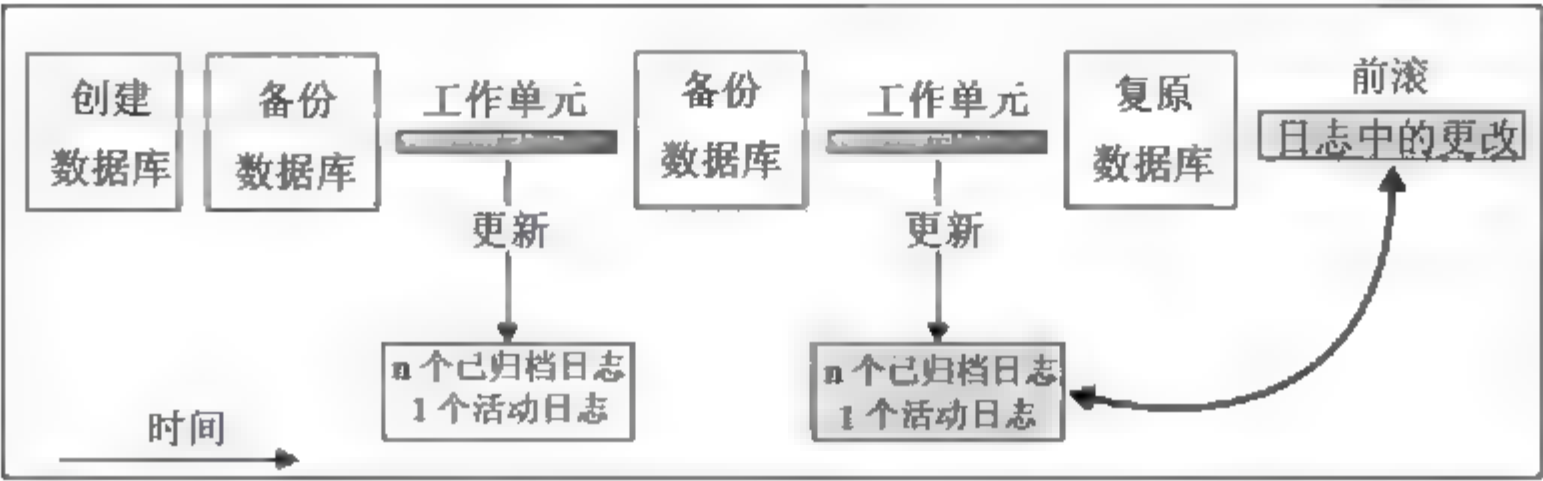 创建
数据库
备份
数据库
工作单元
更新
n 个已归档日志
1 个活动日志
备份
数据库
工作单元
更新
n 个已归档日志
1 个活动日志
复原
数据库
前滚
日志中的更改
时间